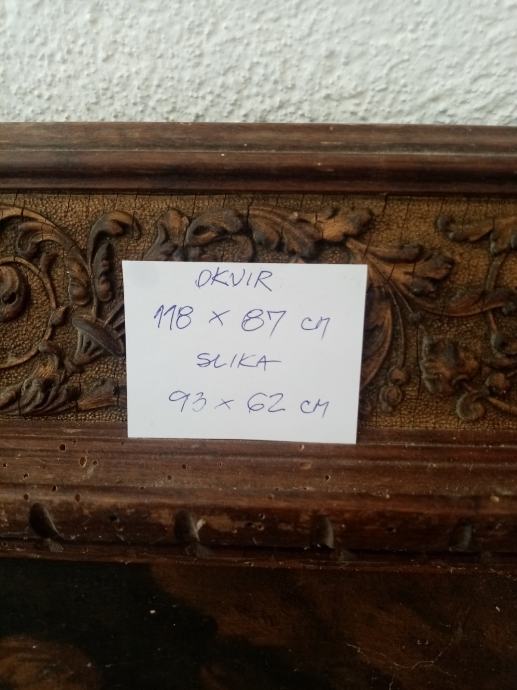 OKVIR
118 x 87 cm
SLIKA
93 x 62 cm